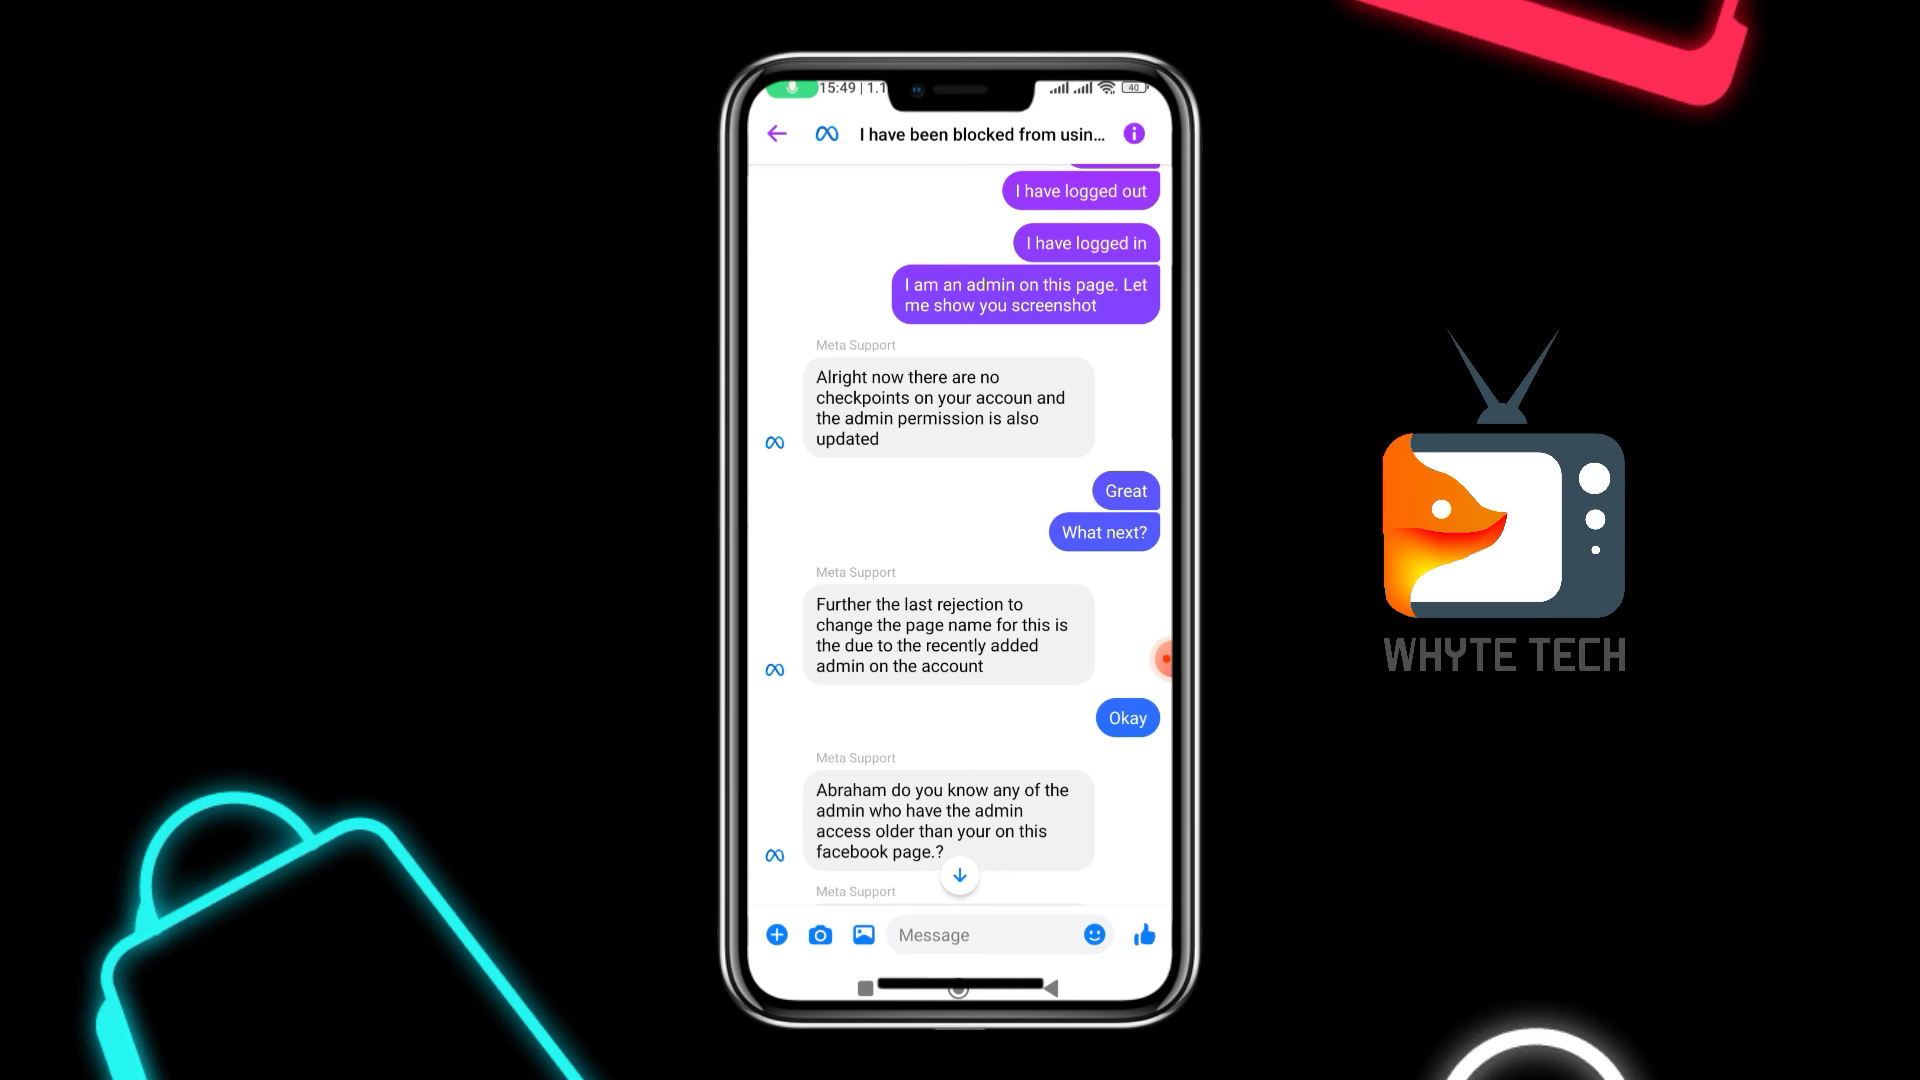 15:49 | 1.1
40
I have been blocked from usin...
I have logged out
I have logged in
I am an admin on this page. Let
me show you screenshot
Meta Support
Alright now there are no
checkpoints on your accoun and
the admin permission is also
updated
Great
What next?
Meta Support
Further the last rejection to
change the page name for this is
the due to the recently added
admin on the account
Okay
Meta Support
Abraham do you know any of the
admin who have the admin
access older than your on this
facebook page.?
Meta Support
Message
WHYTE TECH